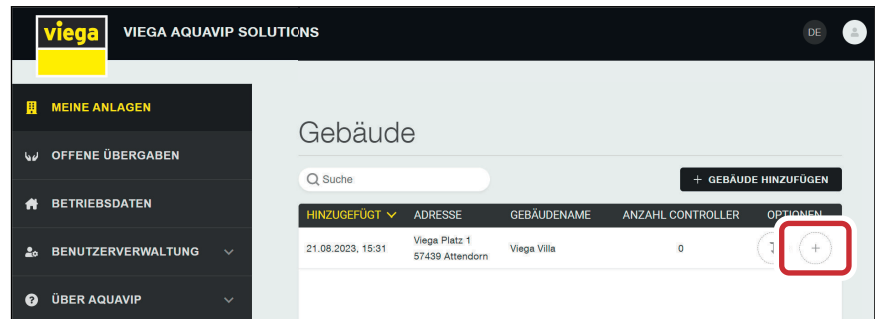 viega
VIEGA AQUAVIP SOLUTIONS
DE
MEINE ANLAGEN
OFFENE ÜBERGABEN
BETRIEBSDATEN
BENUTZERVERWALTUNG
ÜBER AQUAVIP
Gebäude
Suche
+ GEBÄUDE HINZUFÜGEN
HINZUGEFÜGT ADRESSE GEBÄUDENAME ANZAHL CONTROLLER OPTIONEN
21.08.2023, 15:31 Viega Platz 1 Viega Villa 0 +
57439 Attendorn